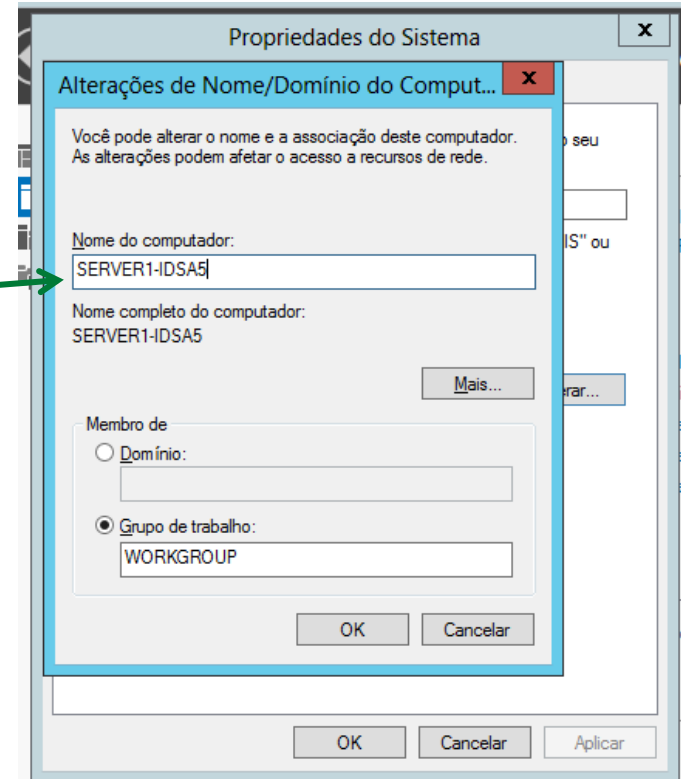 Propriedades do Sistema
x
Alterações de Nome/Domínio do Comput...
x
Você pode alterar o nome e a associação deste computador.
As alterações podem afetar o acesso a recursos de rede.
seu
Nome do computador:
IS" ou
SERVER1-IDSA5
Nome completo do computador:
SERVER1-IDSA5
Mais...
rar...
Membro de
Domínio:
Grupo de trabalho:
WORKGROUP
OK
Cancelar
OK
Cancelar
Aplicar